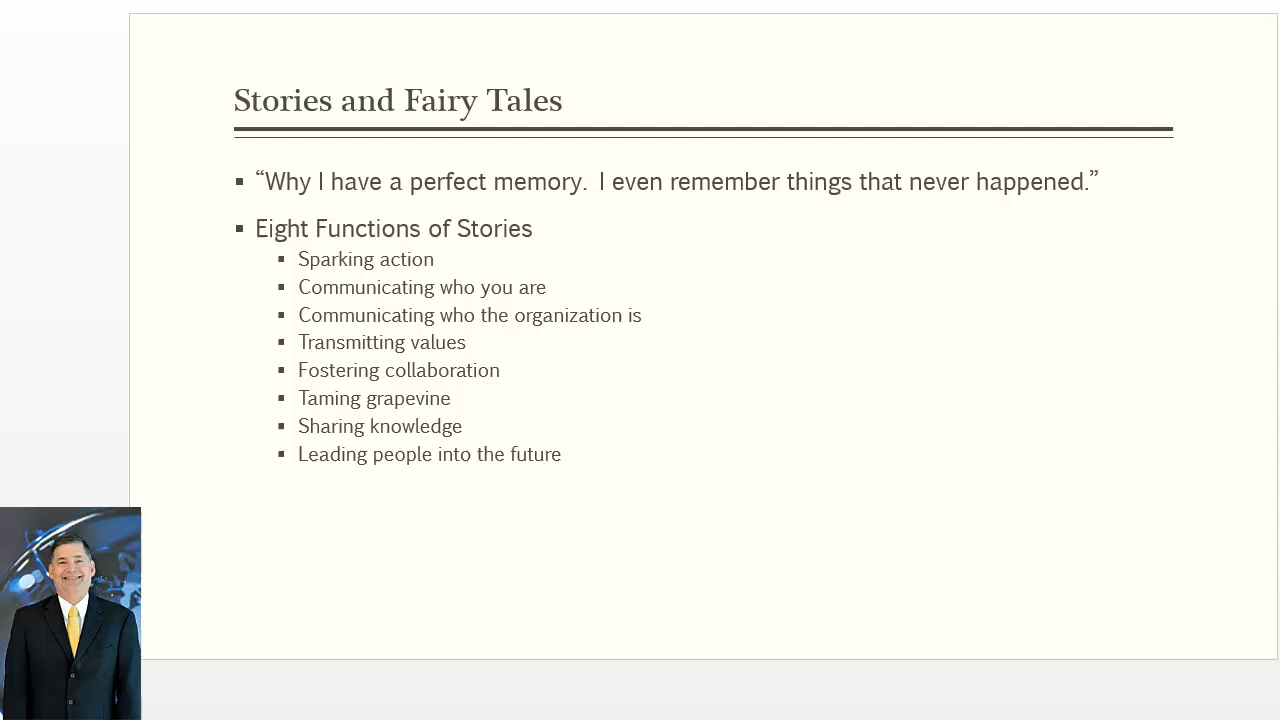 Stories and Fairy Tales
▪ “Why I have a perfect memory.  I even remember things that never happened.”
▪ Eight Functions of Stories
▪ Sparking action
▪ Communicating who you are
▪ Communicating who the organization is
▪ Transmitting values
▪ Fostering collaboration
▪ Taming grapevine
▪ Sharing knowledge
▪ Leading people into the future